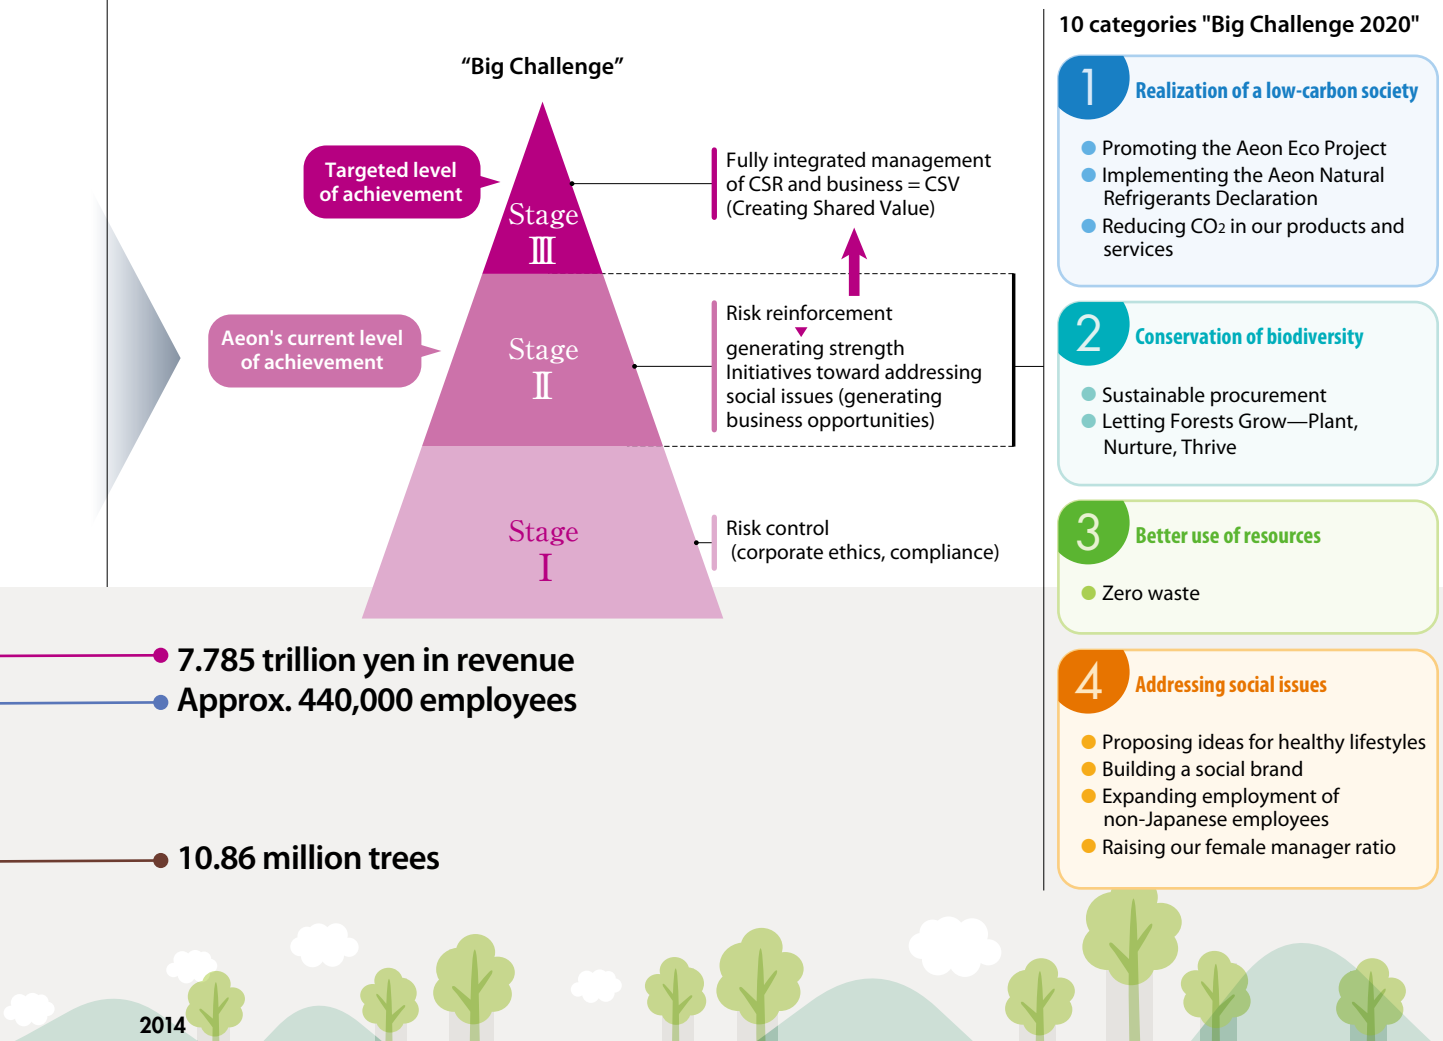 “Big Challenge”
Targeted level
of achievement
Stage
III
Fully integrated management
of CSR and business = CSV
(Creating Shared Value)
Aeon's current level
of achievement
Stage
II
Risk reinforcement
generating strength
Initiatives toward addressing
social issues (generating
business opportunities)
Stage
I
Risk control
(corporate ethics, compliance)
7.785 trillion yen in revenue
Approx. 440,000 employees
10.86 million trees
2014
10 categories "Big Challenge 2020"
1
Realization of a low-carbon society
Promoting the Aeon Eco Project
Implementing the Aeon Natural
Refrigerants Declaration
Reducing CO2 in our products and
services
2
Conservation of biodiversity
Sustainable procurement
Letting Forests Grow—Plant,
Nurture, Thrive
3
Better use of resources
Zero waste
4
Addressing social issues
Proposing ideas for healthy lifestyles
Building a social brand
Expanding employment of
non-Japanese employees
Raising our female manager ratio